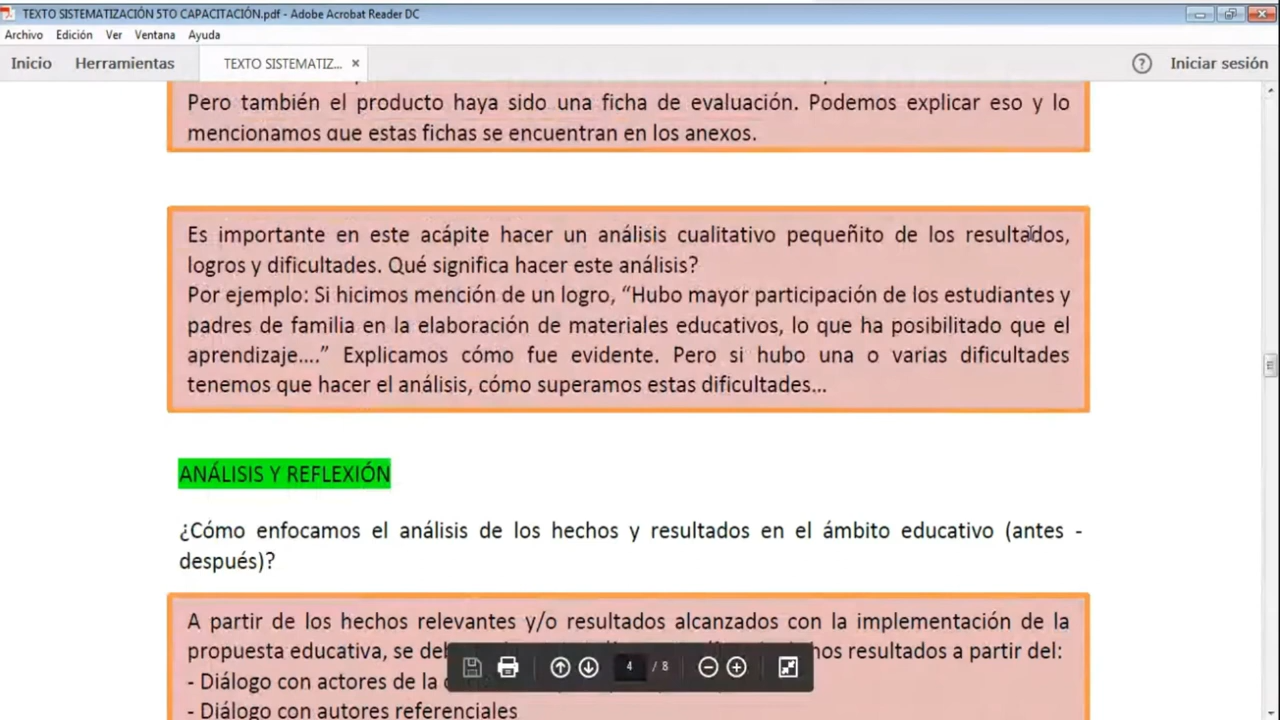 TEXTO SISTEMATIZACIÓN 5TO CAPACITACIÓN.pdf - Adobe Acrobat Reader DC
Archivo Edición Ver Ventana Ayuda
Inicio Herramientas TEXTO SISTEMATIZ... × ? Iniciar sesión
Pero también el producto haya sido una ficha de evaluación. Podemos explicar eso y lo
mencionamos que estas fichas se encuentran en los anexos.
Es importante en este acápite hacer un análisis cualitativo pequeñito de los resultados,
logros y dificultades. Qué significa hacer este análisis?
Por ejemplo: Si hicimos mención de un logro, “Hubo mayor participación de los estudiantes y
padres de familia en la elaboración de materiales educativos, lo que ha posibilitado que el
aprendizaje....” Explicamos cómo fue evidente. Pero si hubo una o varias dificultades
tenemos que hacer el análisis, cómo superamos estas dificultades...
ANÁLISIS Y REFLEXIÓN
¿Cómo enfocamos el análisis de los hechos y resultados en el ámbito educativo (antes -
después)?
A partir de los hechos relevantes y/o resultados alcanzados con la implementación de la
propuesta educativa, se resultados a partir del:
- Diálogo con actores de la
- Diálogo con autores referenciales
4 / 8